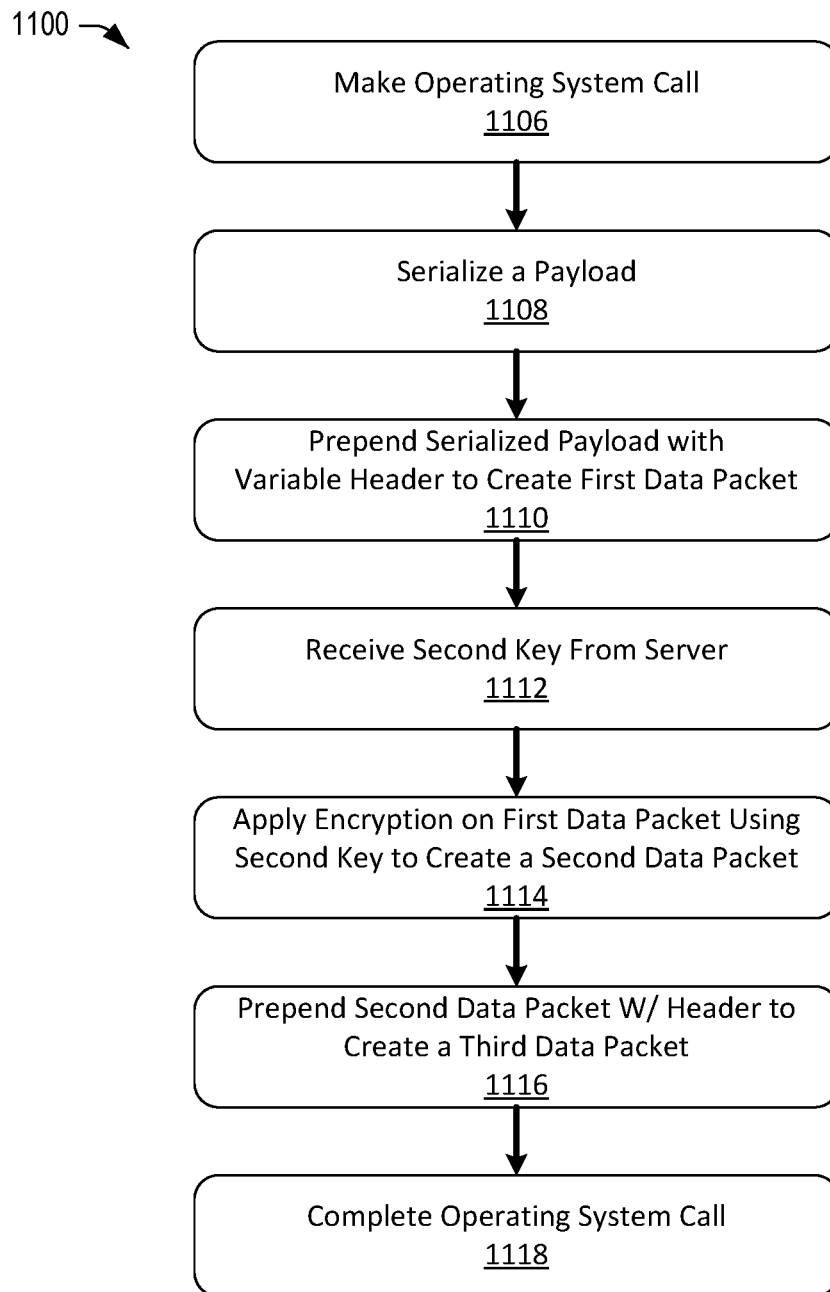 1100
Make Operating System Call
1106
Serialize a Payload
1108
Prepend Serialized Payload with
Variable Header to Create First Data Packet
1110
Receive Second Key From Server
1112
Apply Encryption on First Data Packet Using
Second Key to Create a Second Data Packet
1114
Prepend Second Data Packet W/ Header to
Create a Third Data Packet
1116
Complete Operating System Call
1118